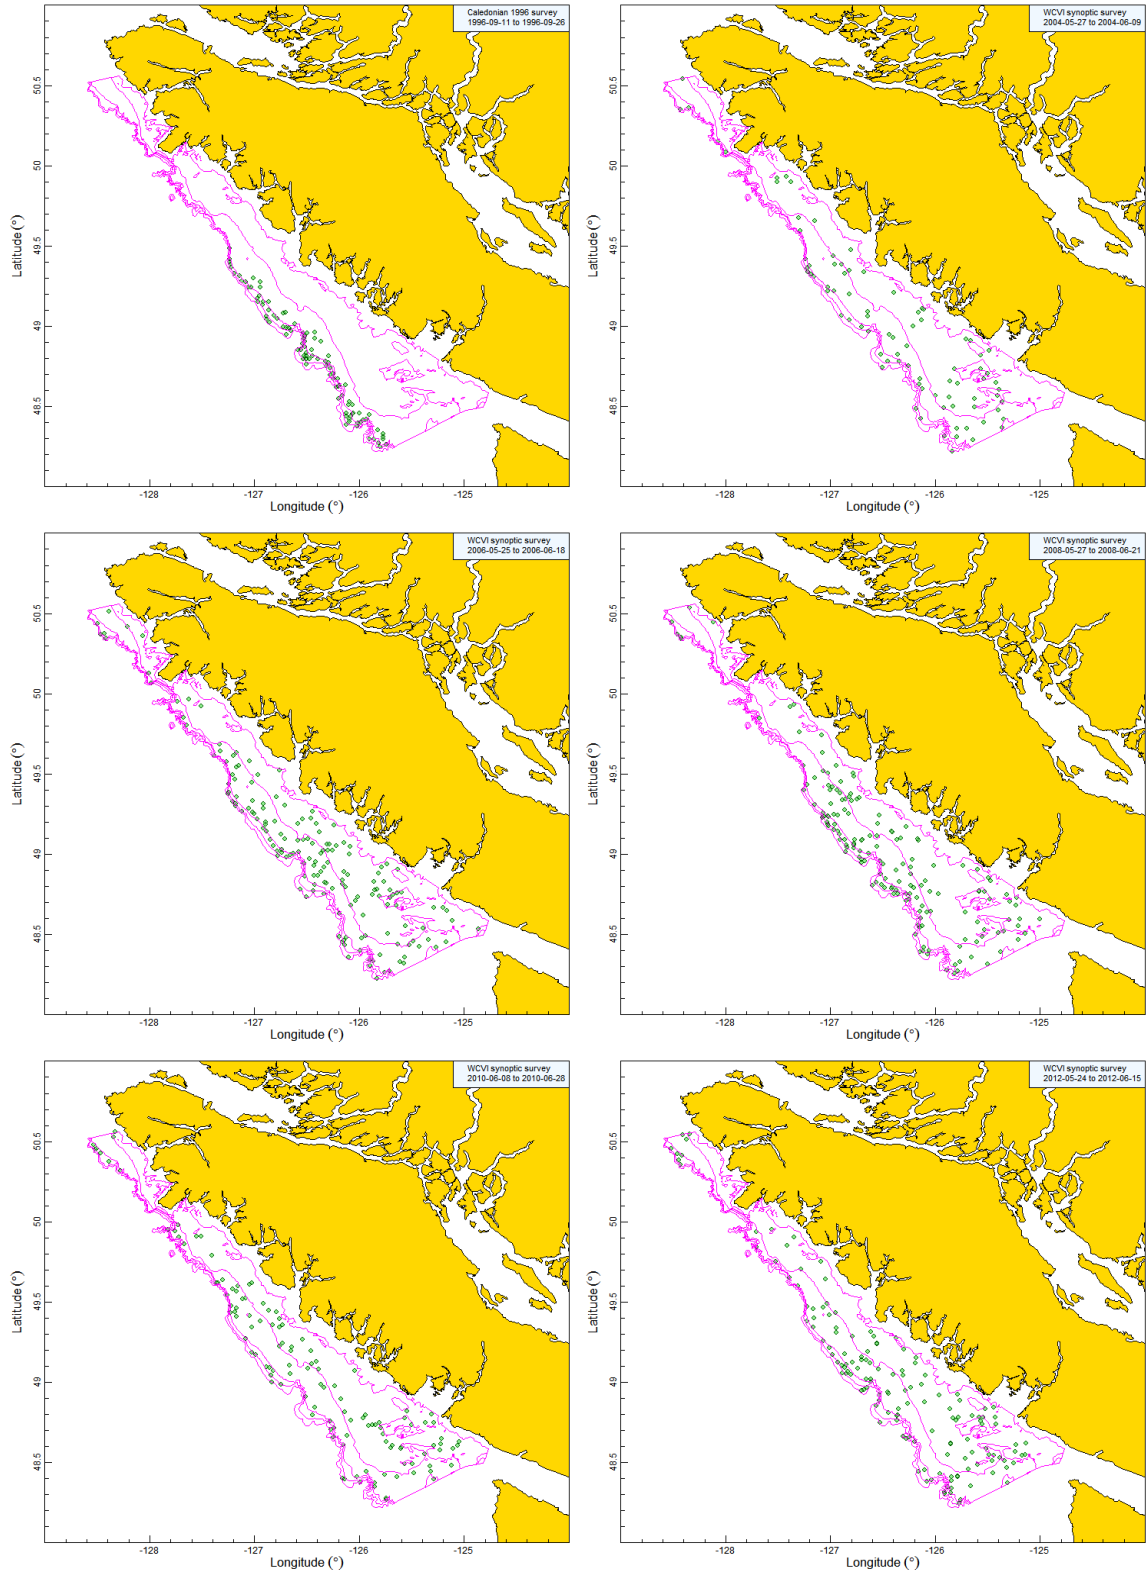 Caledonian 1996 survey
1996-09-11 to 1996-09-26
Latitude (°)
50.5
50
49.5
49
48.5
-128
-127
-126
-125
Longitude (°)
WCVI synoptic survey
2004-05-27 to 2004-06-09
Latitude (°)
50.5
50
49.5
49
48.5
-128
-127
-126
-125
Longitude (°)
WCVI synoptic survey
2006-05-25 to 2006-06-18
Latitude (°)
50.5
50
49.5
49
48.5
-128
-127
-126
-125
Longitude (°)
WCVI synoptic survey
2008-05-27 to 2008-06-21
Latitude (°)
50.5
50
49.5
49
48.5
-128
-127
-126
-125
Longitude (°)
WCVI synoptic survey
2010-06-08 to 2010-06-28
Latitude (°)
50.5
50
49.5
49
48.5
-128
-127
-126
-125
Longitude (°)
WCVI synoptic survey
2012-05-24 to 2012-06-15
Latitude (°)
50.5
50
49.5
49
48.5
-128
-127
-126
-125
Longitude (°)